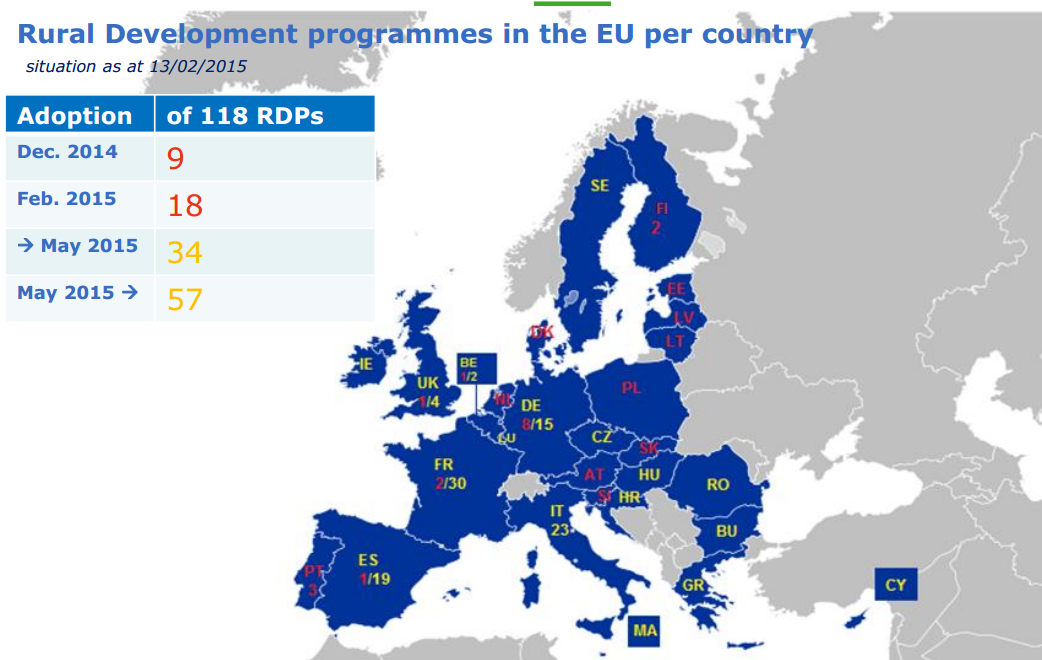 Rural Development programmes in the EU per country
situation as at 13/02/2015
Adoption of 118 RDPs
Dec. 2014 9
Feb. 2015 18
→ May 2015 34
May 2015 → 57
SE
FI
2
EE
LV
LT
DK
IE
UK
1/4
BE
1/2
NL
DE
8/15
PL
LU
CZ
SK
FR
2/30
AT
HU
SI
HR
RO
IT
23
BU
ES
1/19
PT
3
GR
CY
MA